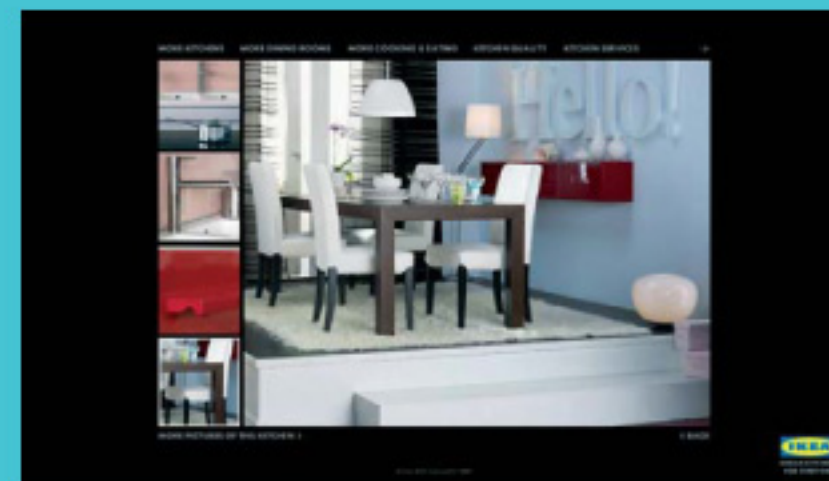 MORE KITCHENS MORE DINING ROOMS MORE COOKING & EATING KITCHEN QUALITY KITCHEN SERVICES
Hello!
MORE PICTURES OF THIS KITCHEN
BACK
IKEA